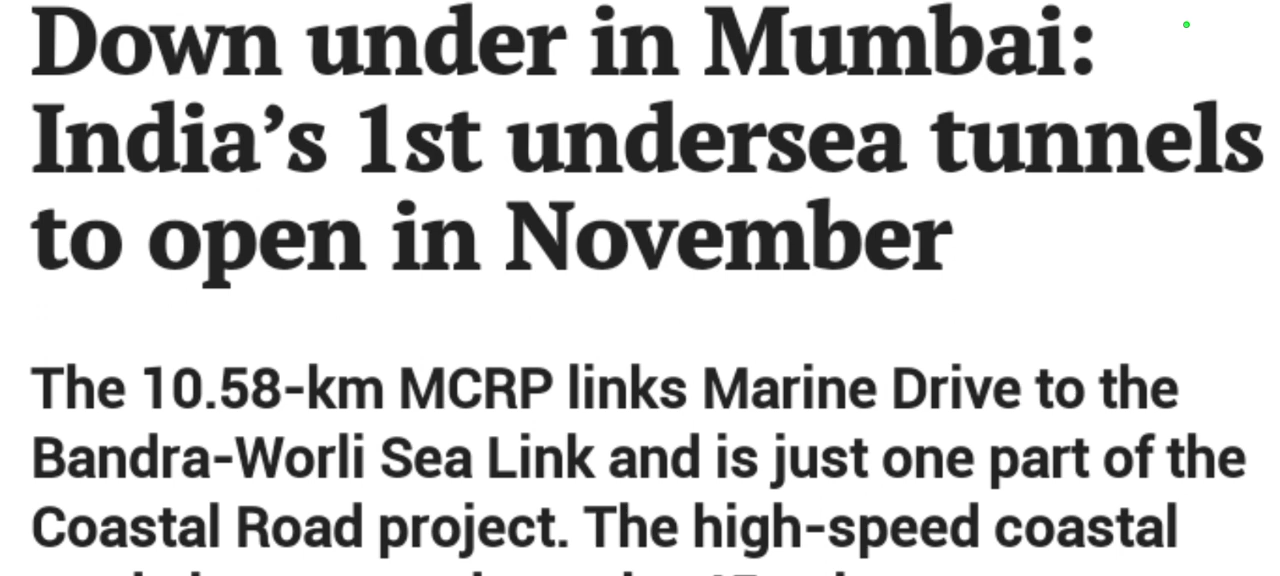 Down under in Mumbai:
India’s 1st undersea tunnels
to open in November
The 10.58-km MCRP links Marine Drive to the
Bandra-Worli Sea Link and is just one part of the
Coastal Road project. The high-speed coastal